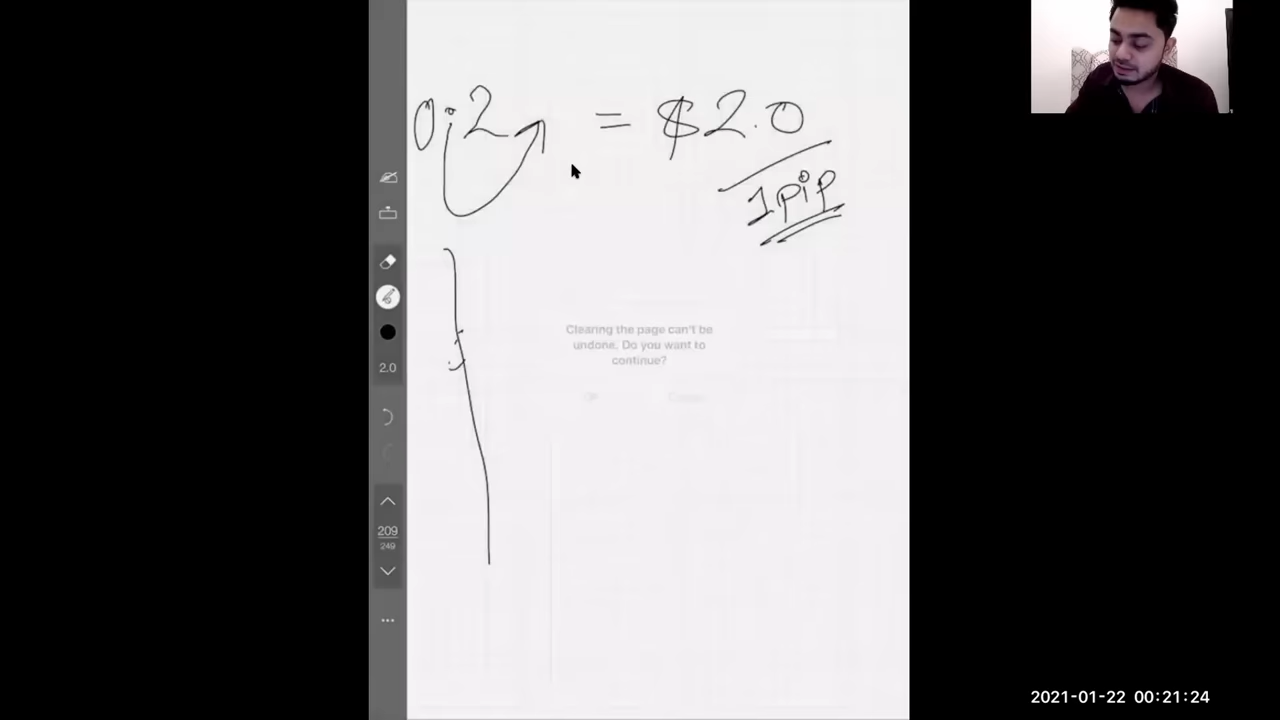 0.2 = $2.0
1 pip
Clearing the page can't be
undone. Do you want to
continue?
2.0
209
249
2021-01-22 00:21:24